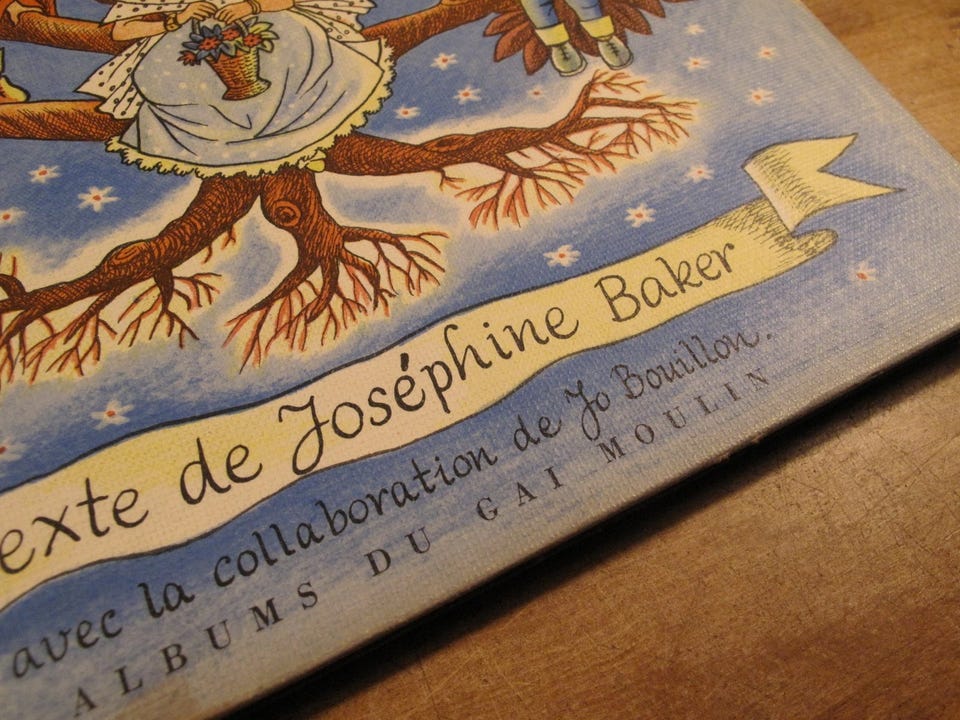 exte de Joséphine Baker
avec la collaboration de Jo Bouillon.
ALBUMS DU GAI MOULIN